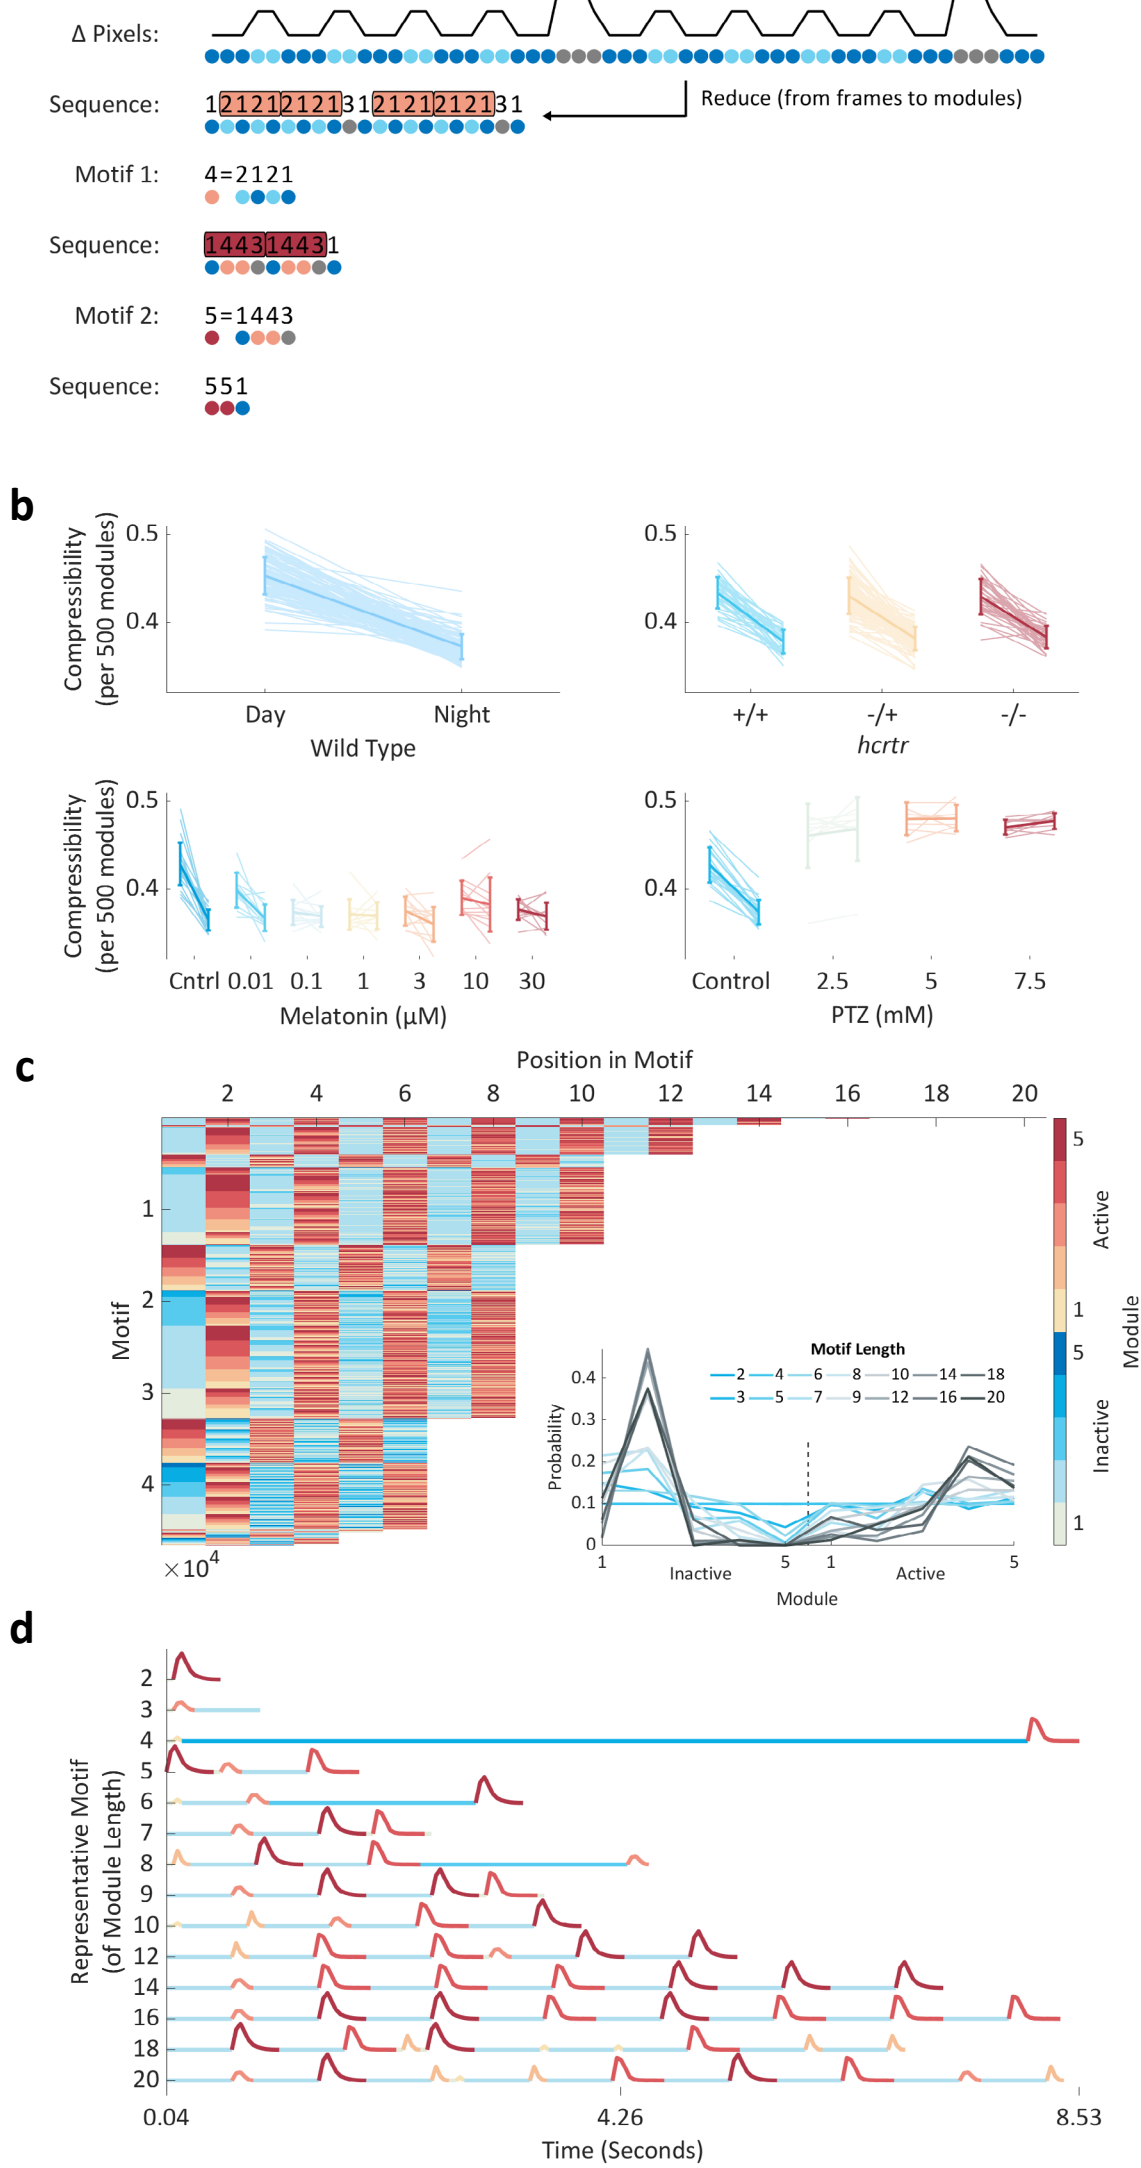 Δ Pixels:
Sequence: 1 2121 2121 31 2121 2121 31
Reduce (from frames to modules)
Motif 1: 4=2121
Sequence: 1443 1443 1
Motif 2: 5=1443
Sequence: 551
b
Compressibility
(per 500 modules)
0.5
0.4
Day Night
Wild Type
0.5
0.4
+/+ -/+ -/-
hcrtr
Compressibility
(per 500 modules)
0.5
0.4
Cntrl 0.01 0.1 1 3 10 30
Melatonin (μM)
0.5
0.4
Control 2.5 5 7.5
PTZ (mM)
c
Position in Motif
2 4 6 8 10 12 14 16 18 20
Motif
1
2
3
4
×10⁴
Motif Length
2 4 6 8 10 14 18
3 5 7 9 12 16 20
Probability
0.4
0.3
0.2
0.1
0
1 5 1 5
Inactive Active
Module
5
Active
1
5
Inactive
1
Module
d
Representative Motif
(of Module Length)
2
3
4
5
6
7
8
9
10
12
14
16
18
20
0.04 4.26 8.53
Time (Seconds)